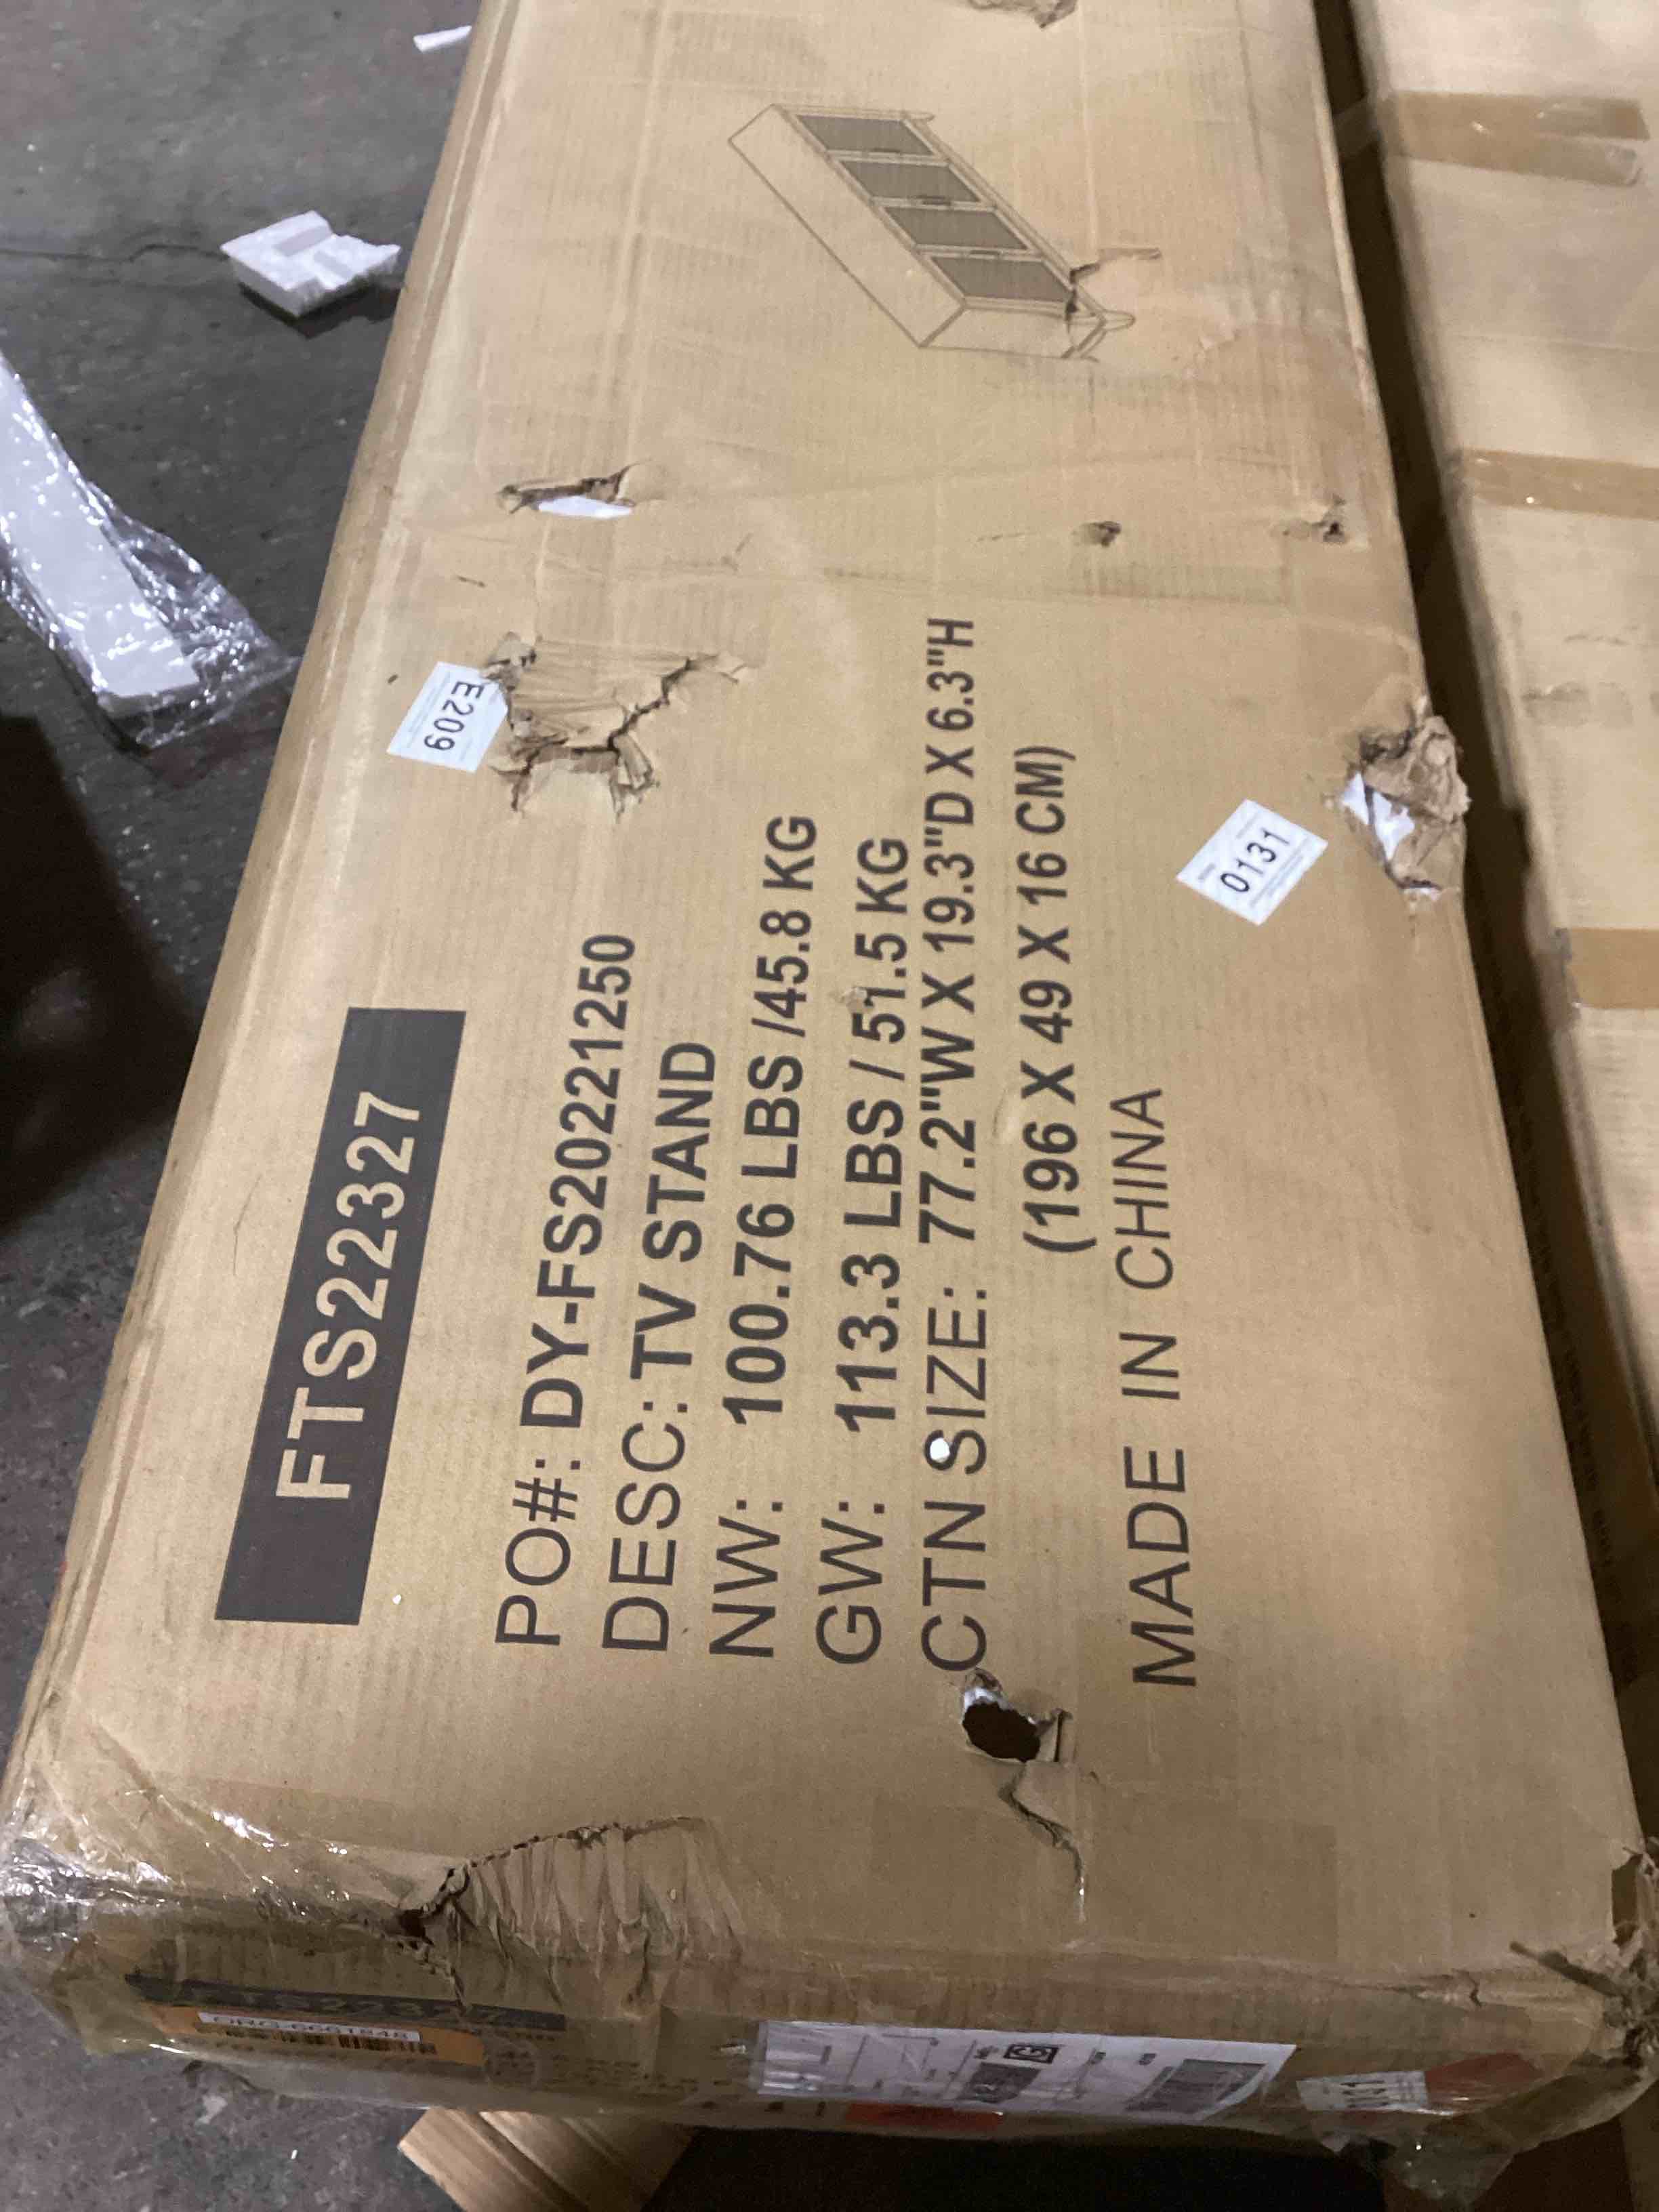 FTS22327
PO#: DY-FS20221250
DESC: TV STAND
NW: 100.76 LBS /45.8 KG
GW: 113.3 LBS / 51.5 KG
CTN SIZE: 77.2"W X 19.3"D X 6.3"H
(196 X 49 X 16 CM)
MADE IN CHINA
E209
0131
ORG-6661848
G